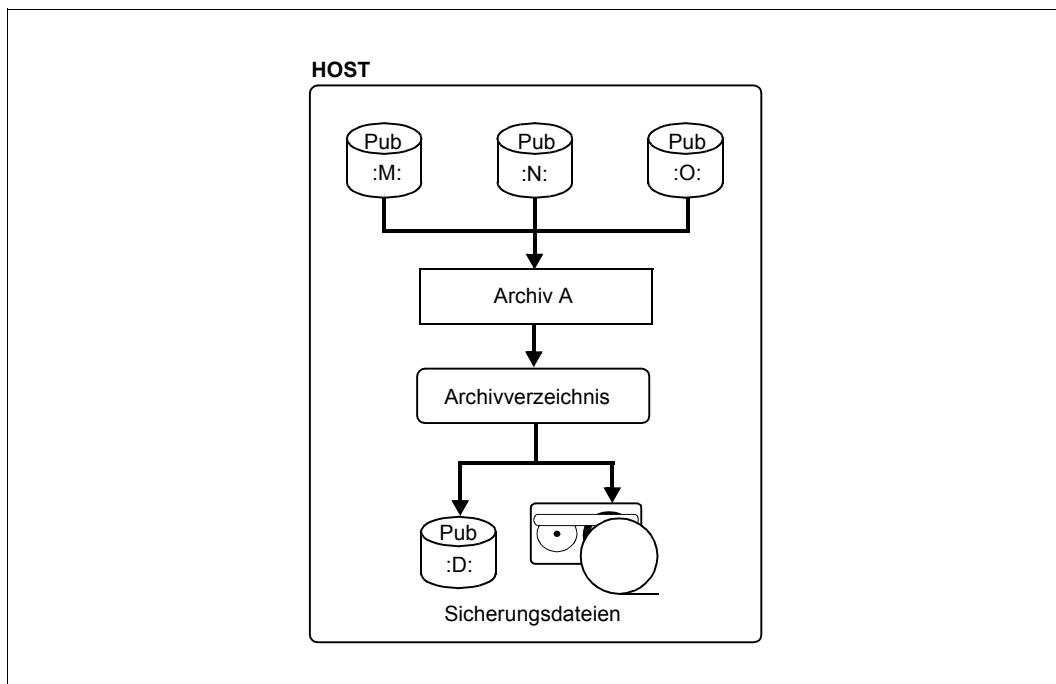 HOST
Pub
:M:
Pub
:N:
Pub
:O:
Archiv A
Archivverzeichnis
Pub
:D:
Sicherungsdateien